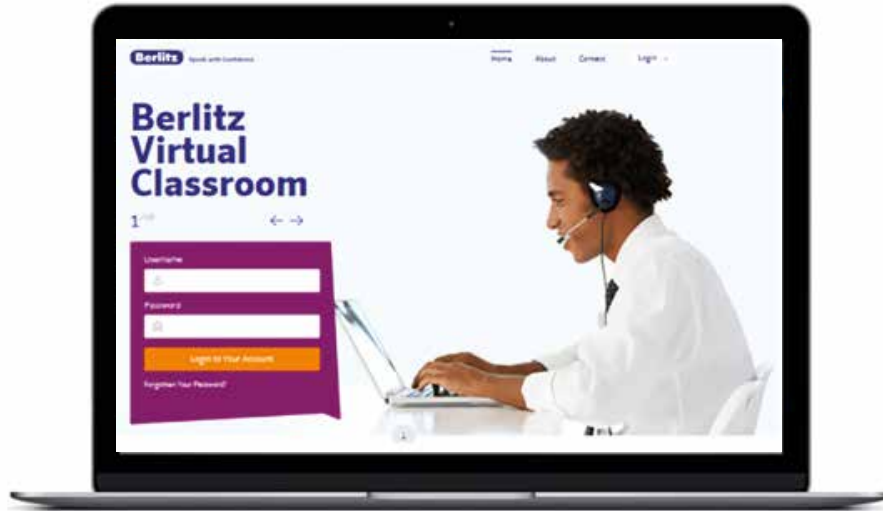 Berlitz Speak with Confidence
Home About Contact Login
Berlitz
Virtual
Classroom
1
Username
Password
Login to Your Account
Forgotten Your Password?